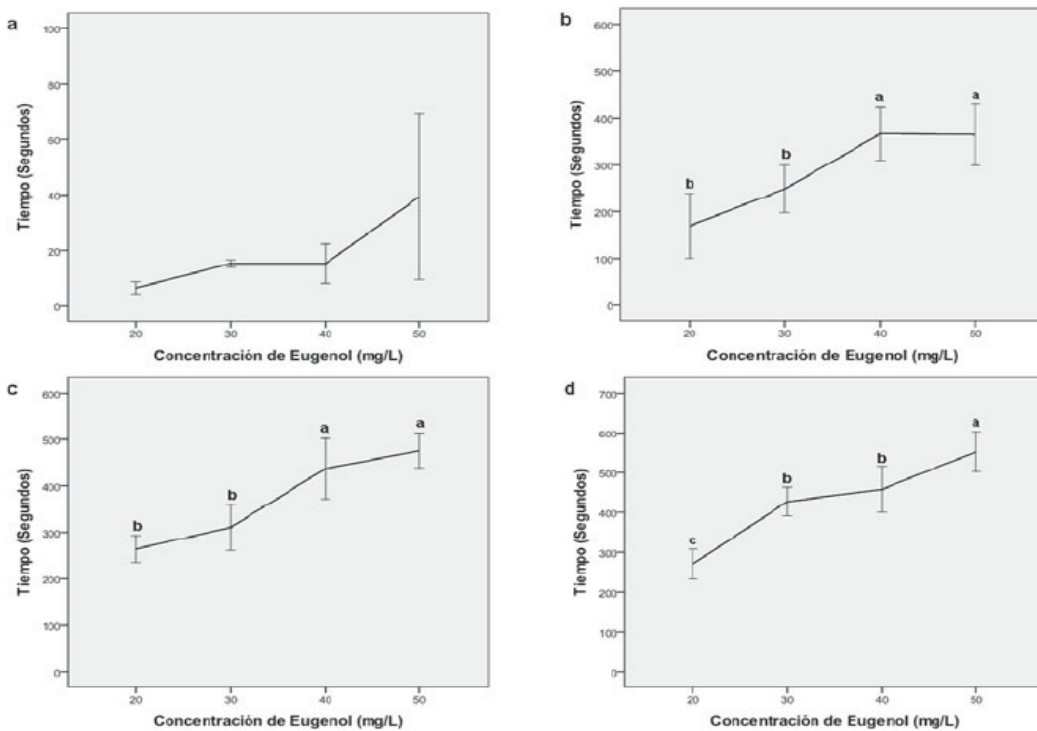 a
Tiempo (Segundos)
100
80
60
40
20
0
20 30 40 50
Concentración de Eugenol (mg/L)
b
Tiempo (Segundos)
600
500
400
300
200
100
0
b b a a
20 30 40 50
Concentración de Eugenol (mg/L)
c
Tiempo (Segundos)
600
500
400
300
200
100
0
b b a a
20 30 40 50
Concentración de Eugenol (mg/L)
d
Tiempo (Segundos)
700
600
500
400
300
200
100
0
c b b a
20 30 40 50
Concentración de Eugenol (mg/L)